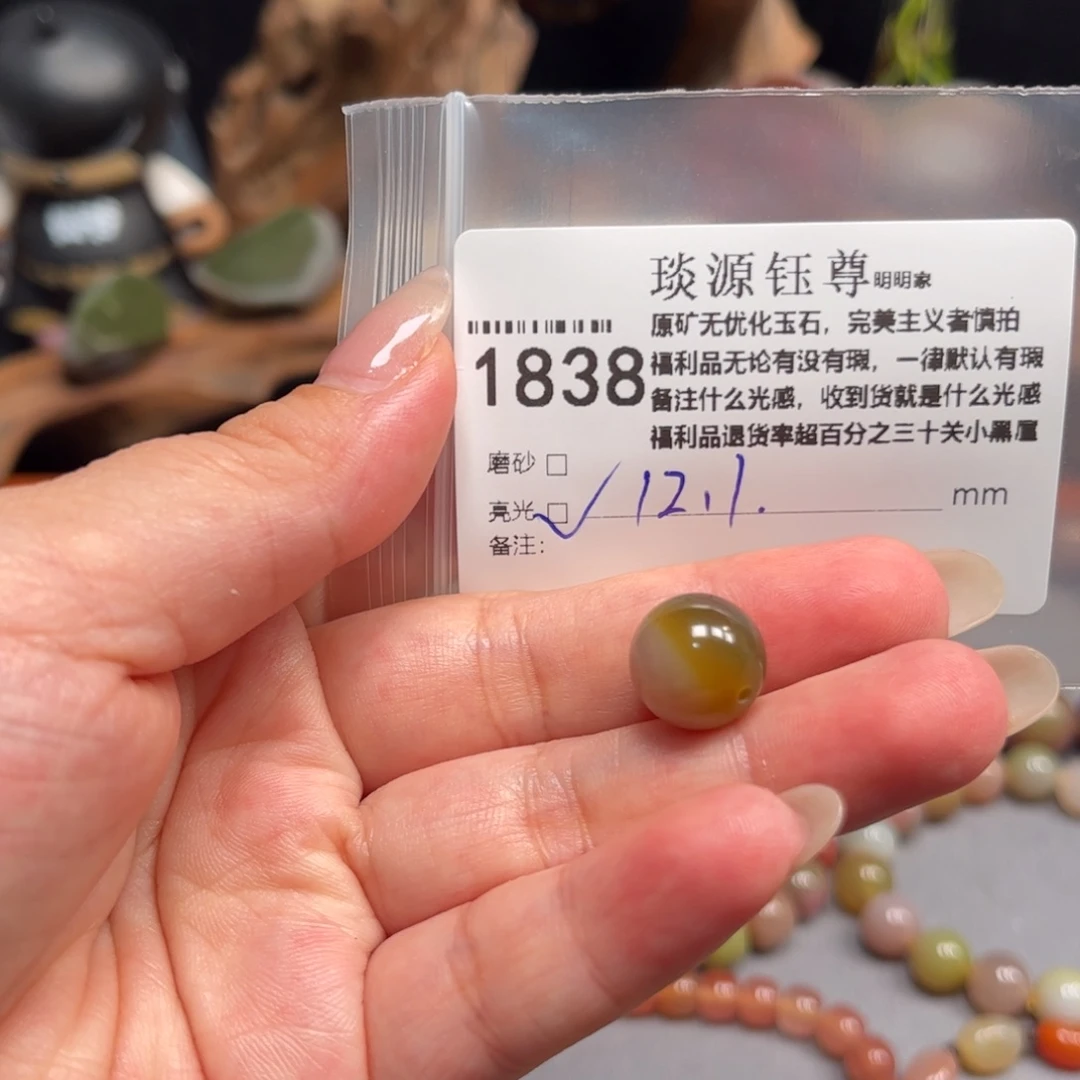 琰源钰尊明明家
原矿无优化玉石，完美主义者慎拍
1838
福利品无论有没有瑕，一律默认有瑕
备注什么光感，收到货就是什么光感
福利品退货率超百分之三十关小黑屋
磨砂 □
亮光 □ ✓ 12.1. mm
备注：